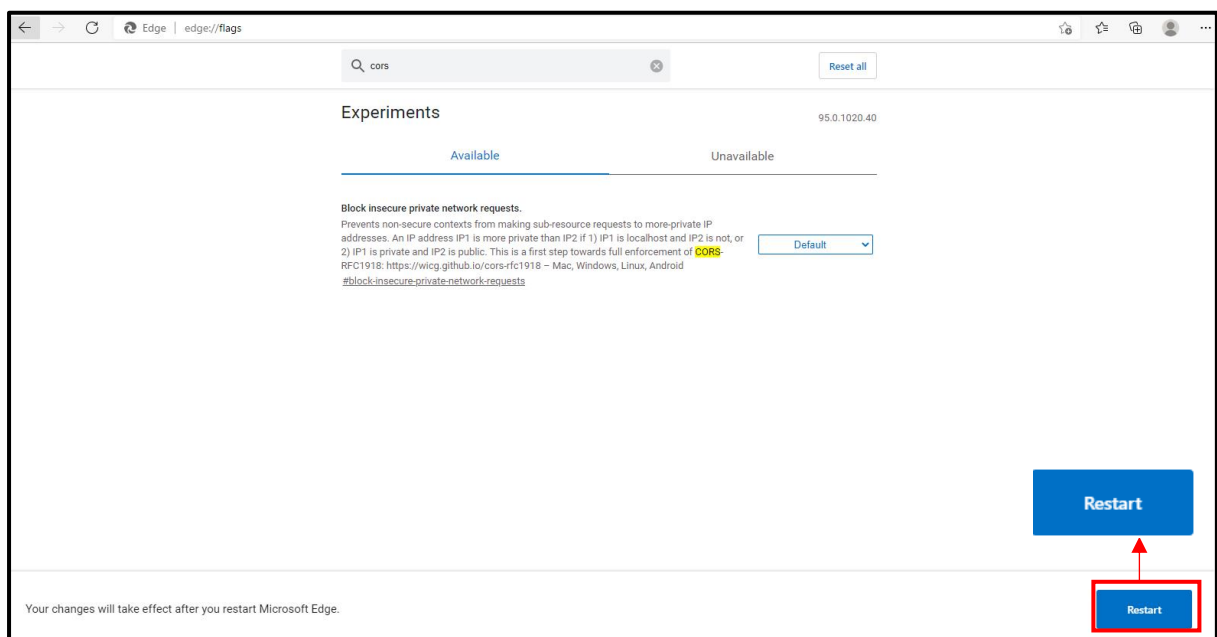 Edge | edge://flags
cors
Reset all
Experiments
95.0.1020.40
Available
Unavailable
Block insecure private network requests.
Prevents non-secure contexts from making sub-resource requests to more-private IP
addresses. An IP address IP1 is more private than IP2 if 1) IP1 is localhost and IP2 is not, or
2) IP1 is private and IP2 is public. This is a first step towards full enforcement of CORS-
RFC1918: https://wicg.github.io/cors-rfc1918 – Mac, Windows, Linux, Android
#block-insecure-private-network-requests
Default
Restart
Your changes will take effect after you restart Microsoft Edge.
Restart